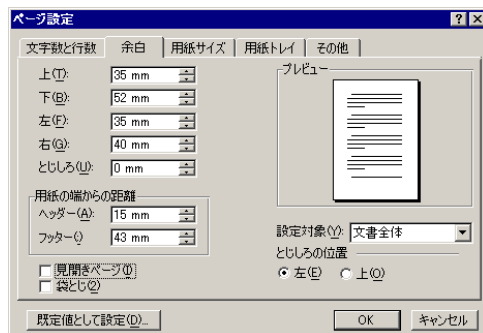 ページ設定
文字数と行数 余白 用紙サイズ 用紙トレイ その他
上(T): 35 mm
下(B): 52 mm
左(F): 35 mm
右(G): 40 mm
とじしろ(U): 0 mm
用紙の端からの距離
ヘッダー(A): 15 mm
フッター(-) 43 mm
見開きページ(I)
袋とじ(2)
プレビュー
設定対象(Y): 文書全体
とじしろの位置
左(E) 上(O)
既定値として設定(D)... OK キャンセル